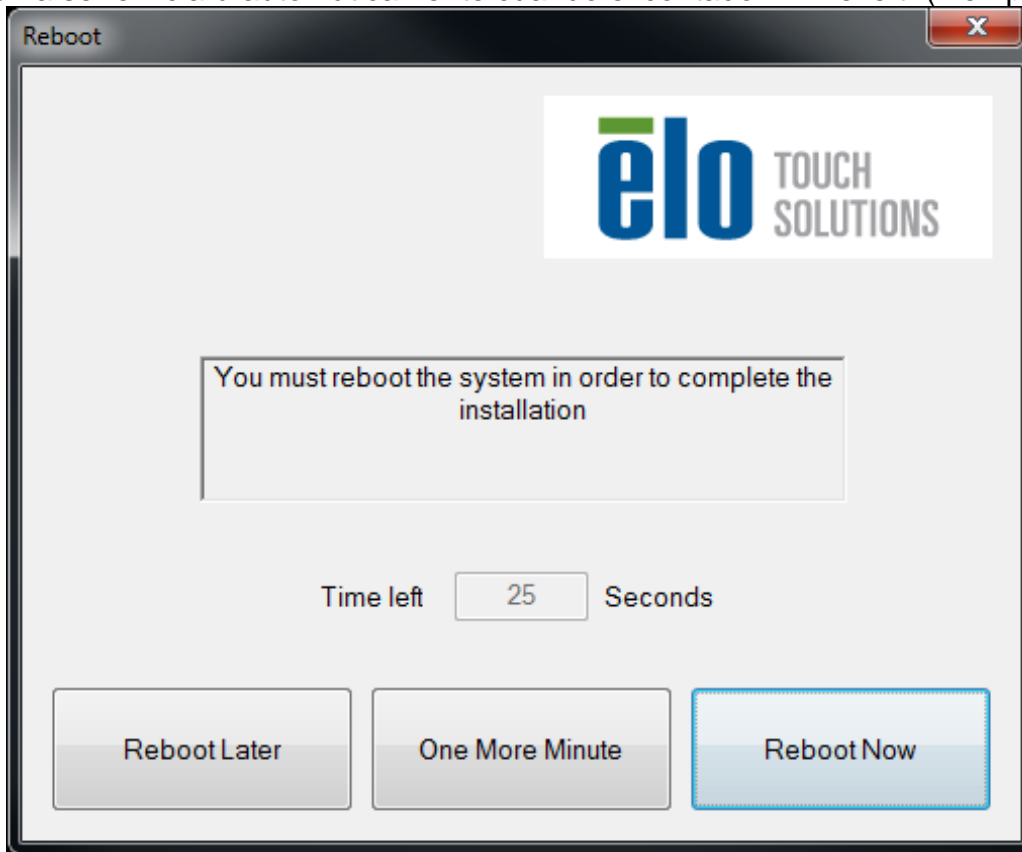 Reboot
ēlo TOUCH
SOLUTIONS
You must reboot the system in order to complete the
installation
Time left 25 Seconds
Reboot Later One More Minute Reboot Now